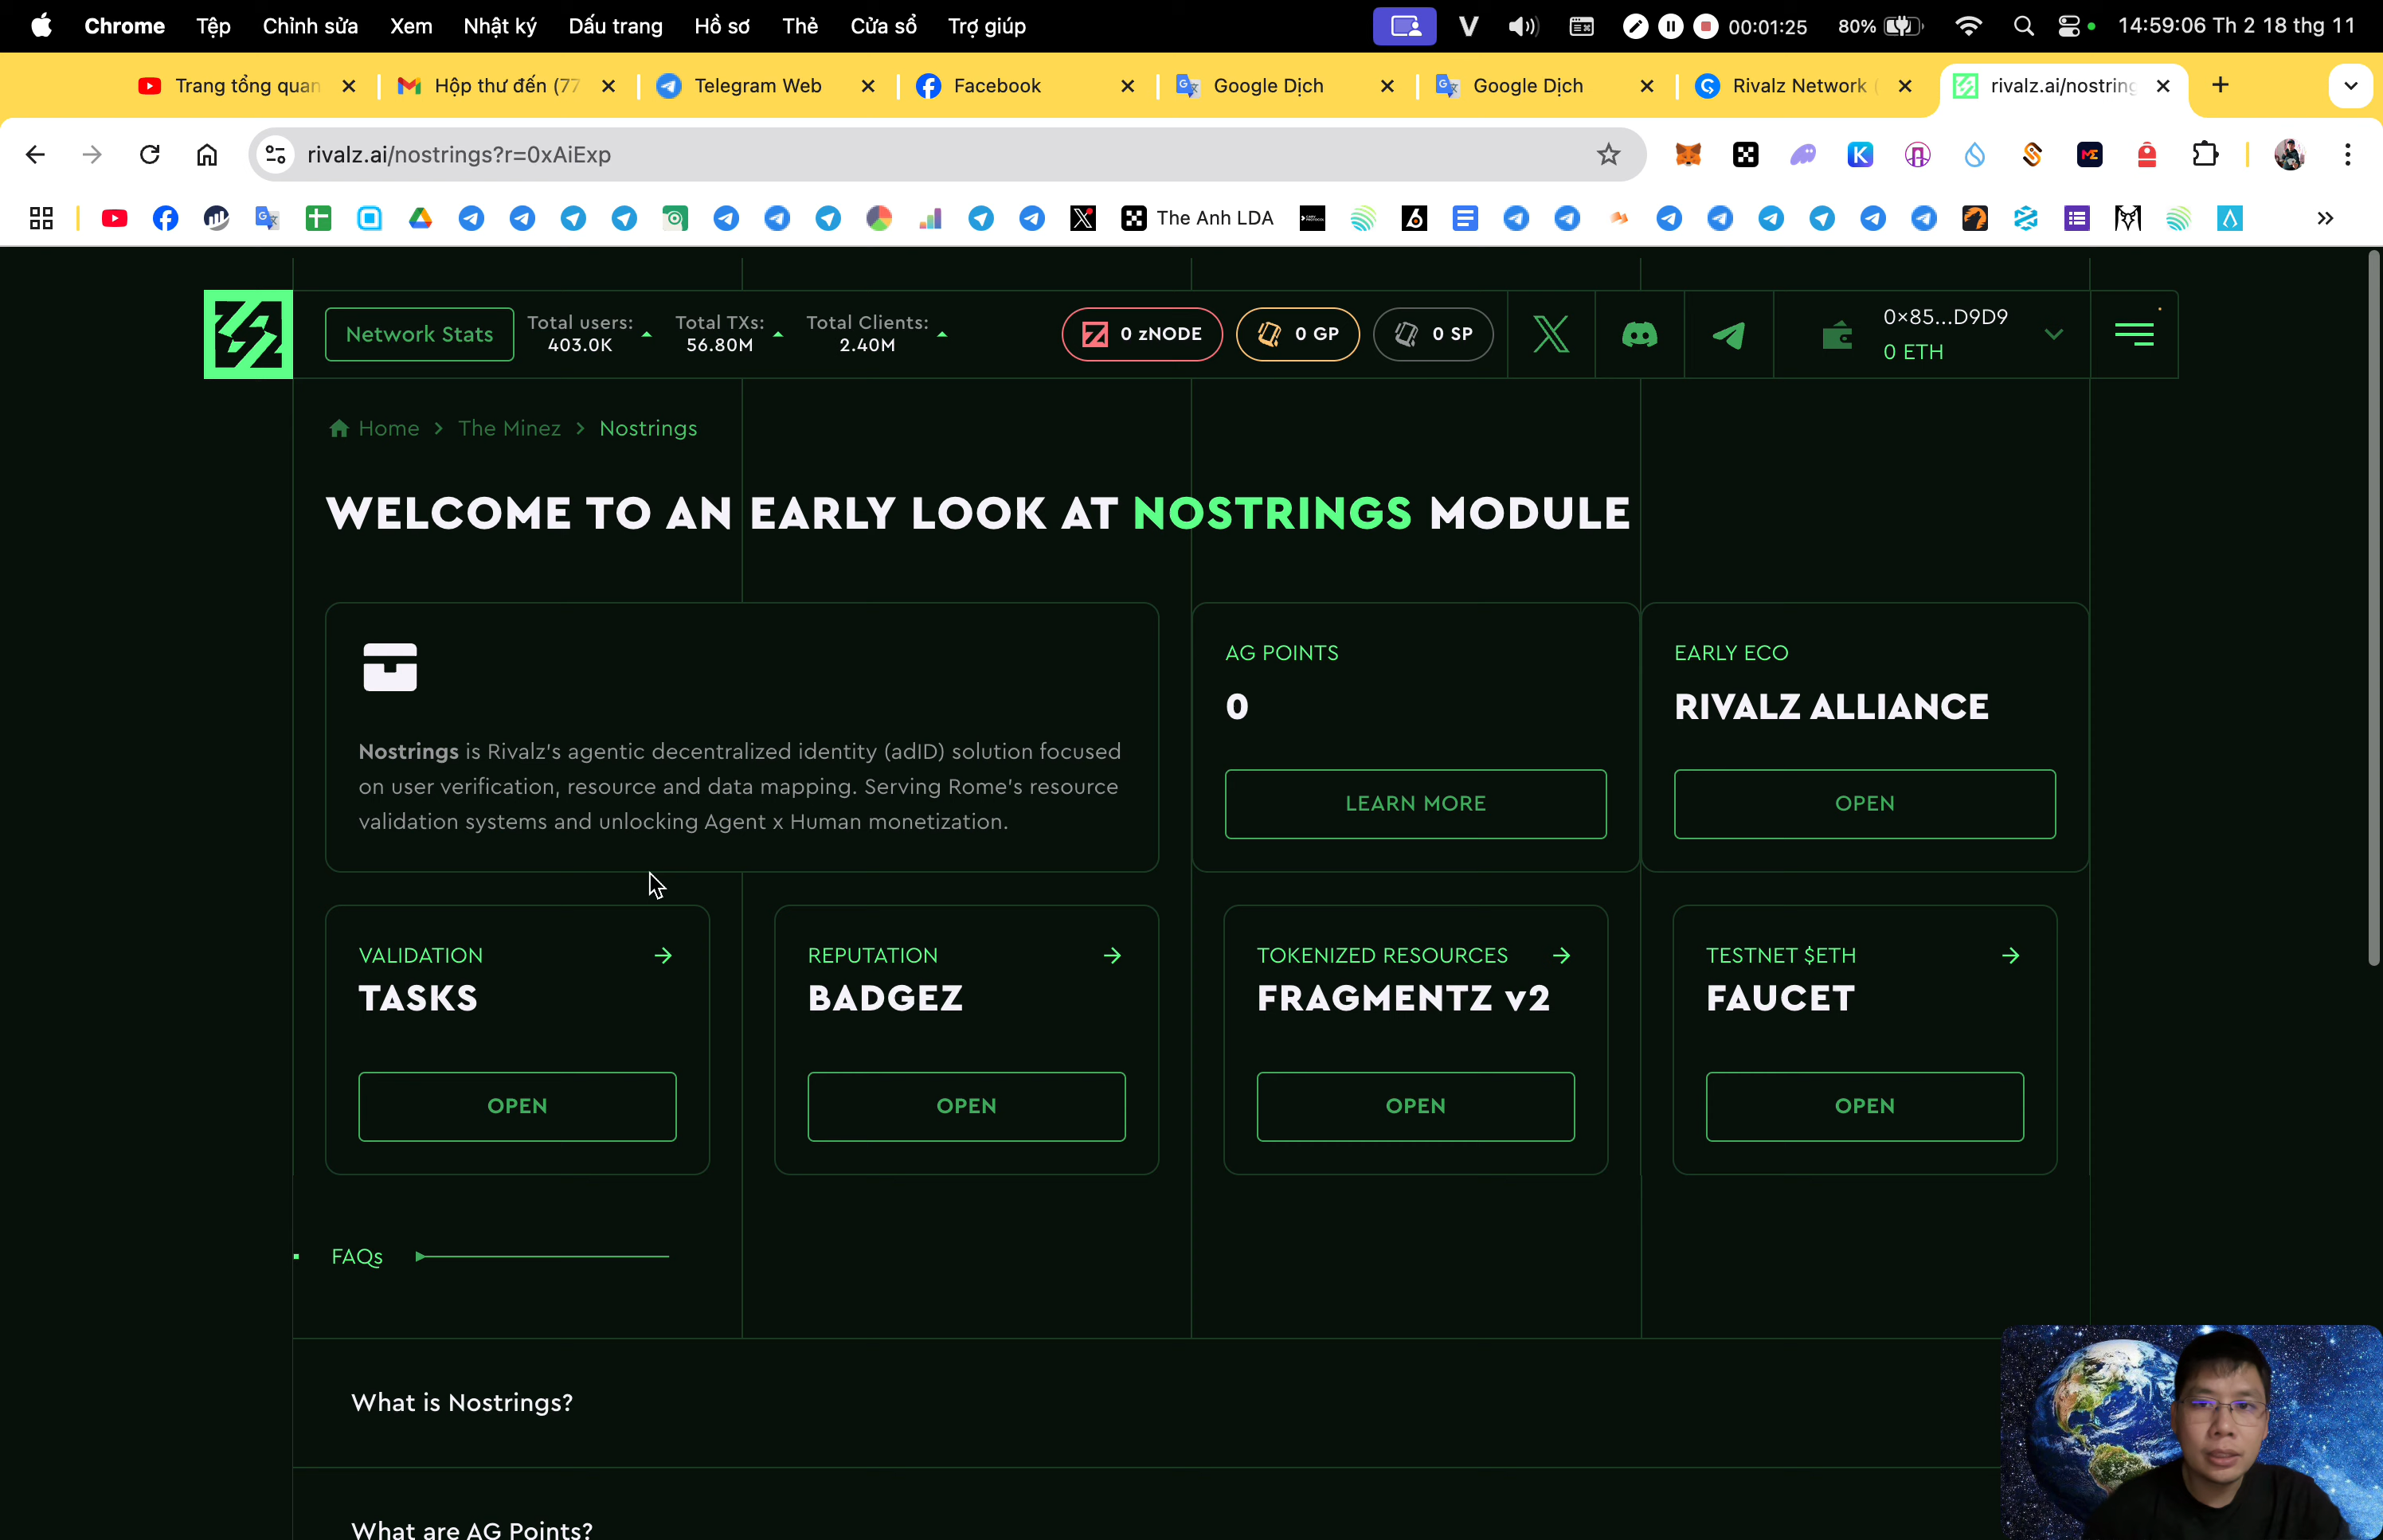 Chrome Tệp Chỉnh sửa Xem Nhật ký Dấu trang Hồ sơ Thẻ Cửa sổ Trợ giúp 00:01:25 80% 14:59:06 Th 2 18 thg 11
Trang tổng quan Hộp thư đến (77 Telegram Web Facebook Google Dịch Google Dịch Rivalz Network rivalz.ai/nostring
rivalz.ai/nostrings?r=0xAiExp
The Anh LDA
Network Stats Total users: Total TXs: Total Clients: 0 zNODE 0 GP 0 SP 0x85...D9D9
403.0K 56.80M 2.40M 0 ETH
Home > The Minez > Nostrings
WELCOME TO AN EARLY LOOK AT NOSTRINGS MODULE
Nostrings is Rivalz's agentic decentralized identity (adID) solution focused
on user verification, resource and data mapping. Serving Rome's resource
validation systems and unlocking Agent x Human monetization.
AG POINTS
0
LEARN MORE
EARLY ECO
RIVALZ ALLIANCE
OPEN
VALIDATION
TASKS
OPEN
REPUTATION
BADGEZ
OPEN
TOKENIZED RESOURCES
FRAGMENTZ v2
OPEN
TESTNET $ETH
FAUCET
OPEN
FAQs
What is Nostrings?
What are AG Points?